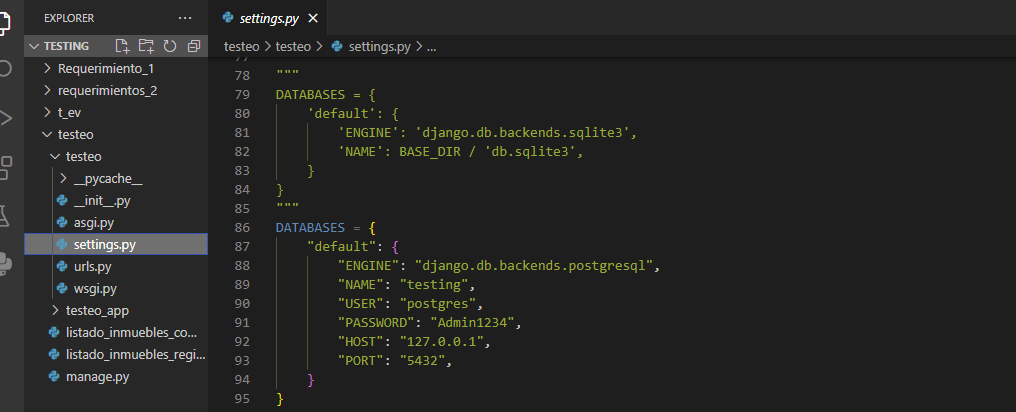 EXPLORER
TESTING
Requerimiento_1
requerimientos_2
t_ev
testeo
testeo
__pycache__
__init__.py
asgi.py
settings.py
urls.py
wsgi.py
testeo_app
listado_inmuebles_co...
listado_inmuebles_regi...
manage.py
settings.py
testeo > testeo > settings.py > ...
77
78 """
79 DATABASES = {
80 'default': {
81 'ENGINE': 'django.db.backends.sqlite3',
82 'NAME': BASE_DIR / 'db.sqlite3',
83 }
84 }
85 """
86 DATABASES = {
87 "default": {
88 "ENGINE": "django.db.backends.postgresql",
89 "NAME": "testing",
90 "USER": "postgres",
91 "PASSWORD": "Admin1234",
92 "HOST": "127.0.0.1",
93 "PORT": "5432",
94 }
95 }